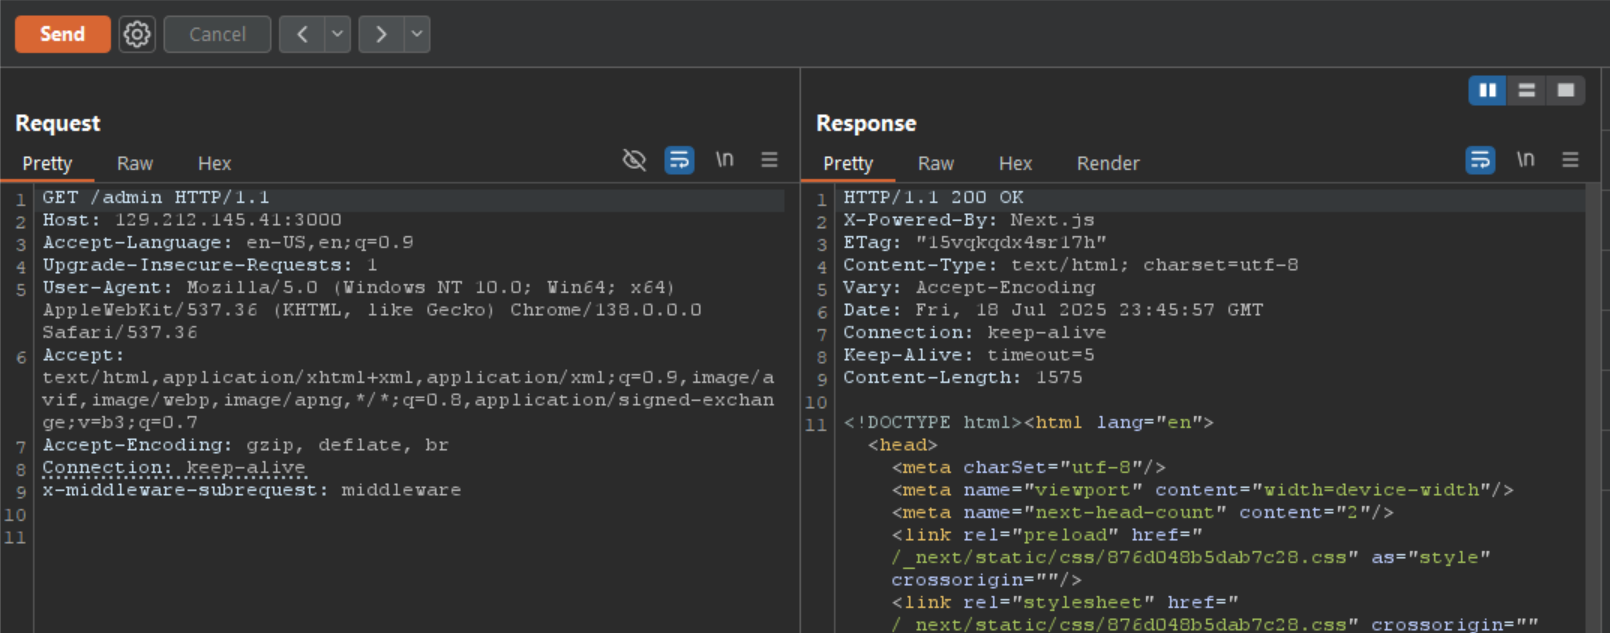 Send Cancel
Request
Pretty Raw Hex \n
1 GET /admin HTTP/1.1
2 Host: 129.212.145.41:3000
3 Accept-Language: en-US,en;q=0.9
4 Upgrade-Insecure-Requests: 1
5 User-Agent: Mozilla/5.0 (Windows NT 10.0; Win64; x64)
AppleWebKit/537.36 (KHTML, like Gecko) Chrome/138.0.0.0
Safari/537.36
6 Accept:
text/html,application/xhtml+xml,application/xml;q=0.9,image/a
vif,image/webp,image/apng,*/*;q=0.8,application/signed-exchan
ge;v=b3;q=0.7
7 Accept-Encoding: gzip, deflate, br
8 Connection: keep-alive
9 x-middleware-subrequest: middleware
10
11
Response
Pretty Raw Hex Render \n
1 HTTP/1.1 200 OK
2 X-Powered-By: Next.js
3 ETag: "15vqkqdx4sr17h"
4 Content-Type: text/html; charset=utf-8
5 Vary: Accept-Encoding
6 Date: Fri, 18 Jul 2025 23:45:57 GMT
7 Connection: keep-alive
8 Keep-Alive: timeout=5
9 Content-Length: 1575
10
11 <!DOCTYPE html><html lang="en">
<head>
<meta charSet="utf-8"/>
<meta name="viewport" content="width=device-width"/>
<meta name="next-head-count" content="2"/>
<link rel="preload" href="
/_next/static/css/876d048b5dab7c28.css" as="style"
crossorigin=""/>
<link rel="stylesheet" href="
/_next/static/css/876d048b5dab7c28.css" crossorigin=""